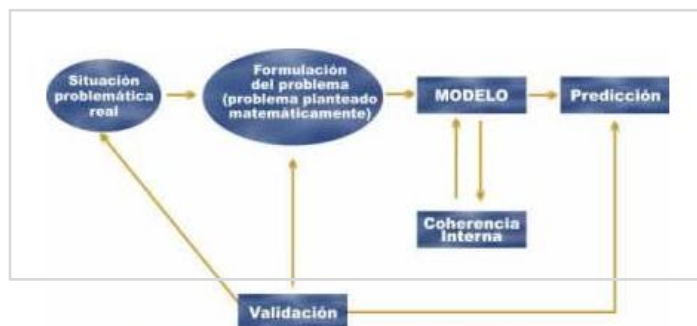 Situación
problemática
real
Formulación
del problema
(problema planteado
matemáticamente)
MODELO
Predicción
Coherencia
Interna
Validación